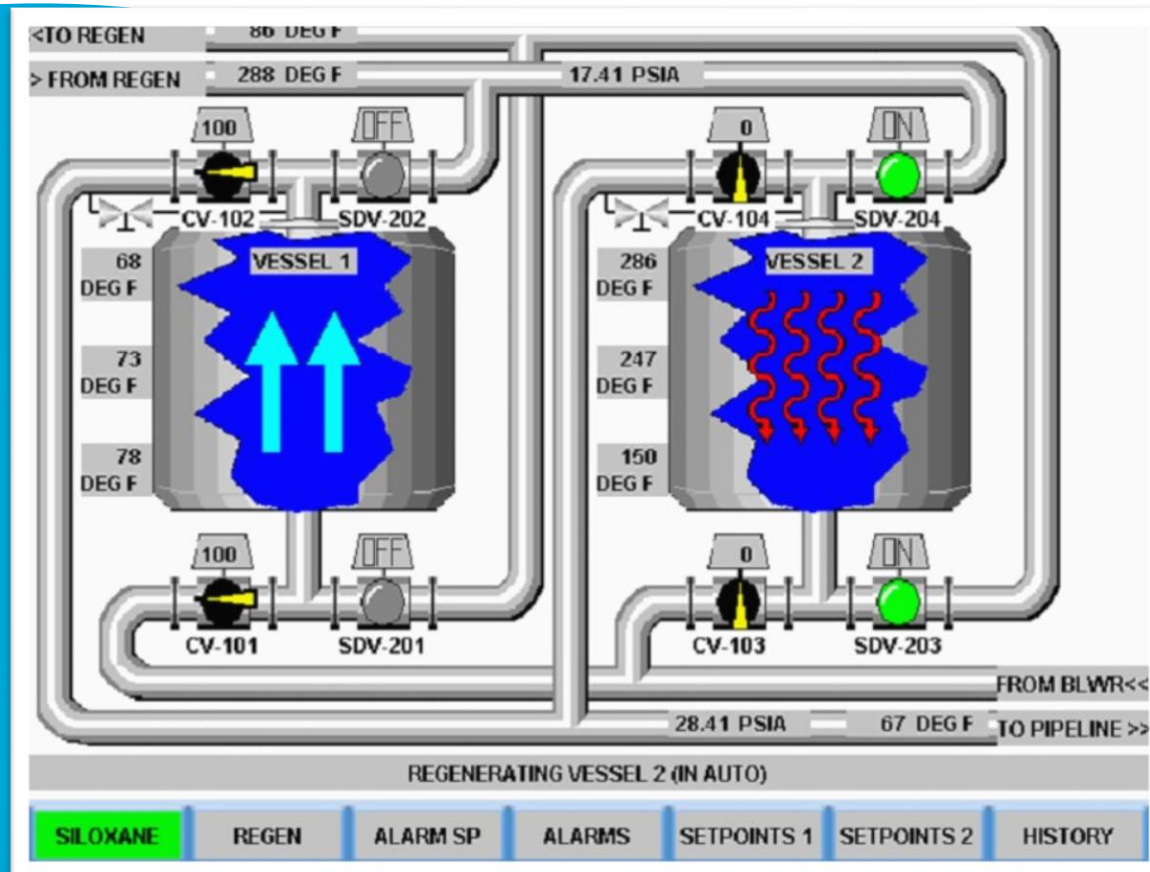 <TO REGEN 86 DEG F
> FROM REGEN 288 DEG F 17.41 PSIA
100 OFF 0 ON
CV-102 SDV-202 CV-104 SDV-204
68 VESSEL 1 286 VESSEL 2
DEG F DEG F
73 247
DEG F DEG F
78 150
DEG F DEG F
100 OFF 0 ON
CV-101 SDV-201 CV-103 SDV-203
FROM BLWR<<
28.41 PSIA 67 DEG F TO PIPELINE >>
REGENERATING VESSEL 2 (IN AUTO)
SILOXANE REGEN ALARM SP ALARMS SETPOINTS 1 SETPOINTS 2 HISTORY